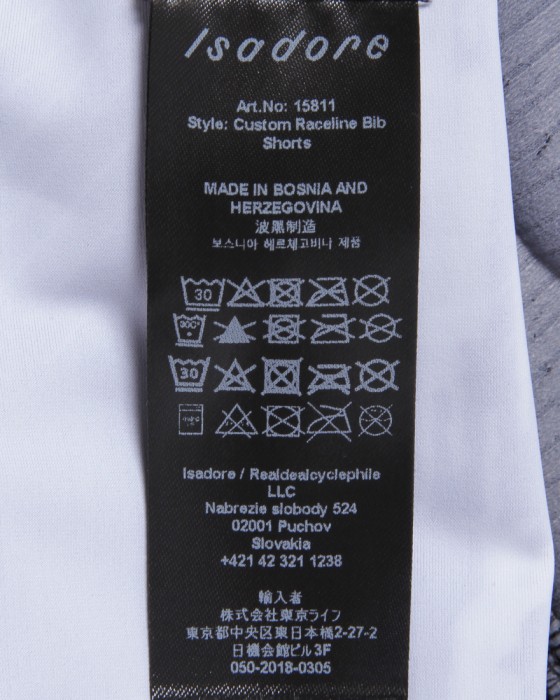 Isadore
Art.No: 15811
Style: Custom Raceline Bib
Shorts
MADE IN BOSNIA AND
HERZEGOVINA
波黑制造
보스니아 헤르체고비나 제품
30
30
Isadore / Realdealcyclephile
LLC
Nabrezie slobody 524
02001 Puchov
Slovakia
+421 42 321 1238
輸入者
株式会社東京ライフ
東京都中央区東日本橋2-27-2
日機会館ビル3F
050-2018-0305